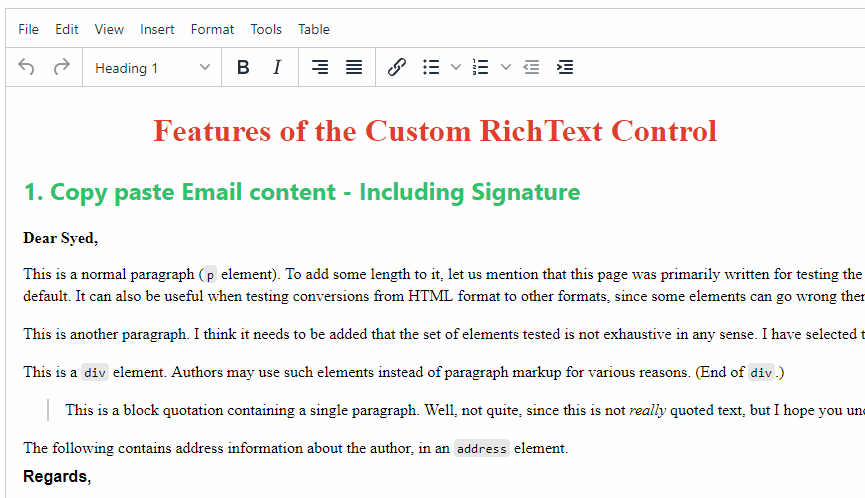 File Edit View Insert Format Tools Table
Heading 1 B I
Features of the Custom RichText Control
1. Copy paste Email content - Including Signature
Dear Syed,
This is a normal paragraph (p element). To add some length to it, let us mention that this page was primarily written for testing the
default. It can also be useful when testing conversions from HTML format to other formats, since some elements can go wrong then
This is another paragraph. I think it needs to be added that the set of elements tested is not exhaustive in any sense. I have selected
This is a div element. Authors may use such elements instead of paragraph markup for various reasons. (End of div.)
This is a block quotation containing a single paragraph. Well, not quite, since this is not really quoted text, but I hope you
The following contains address information about the author, in an address element.
Regards,